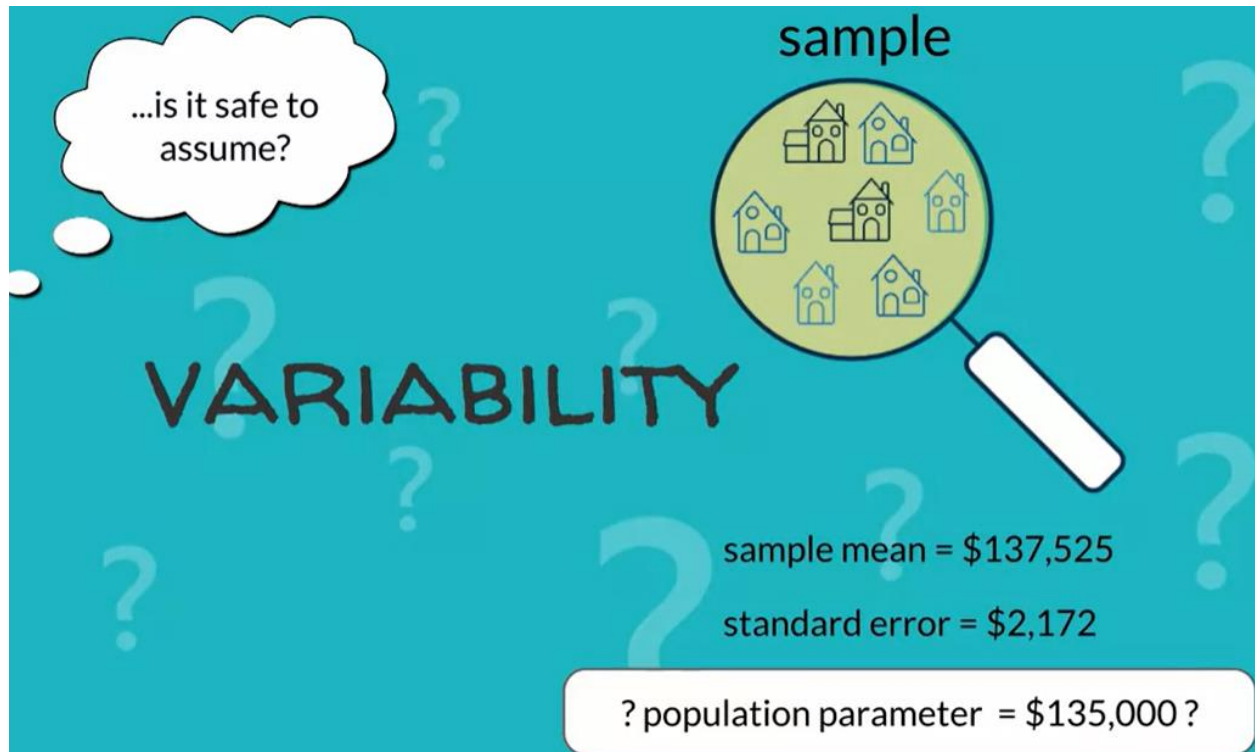 ...is it safe to
assume?
sample
VARIABILITY
sample mean = $137,525
standard error = $2,172
? population parameter = $135,000 ?